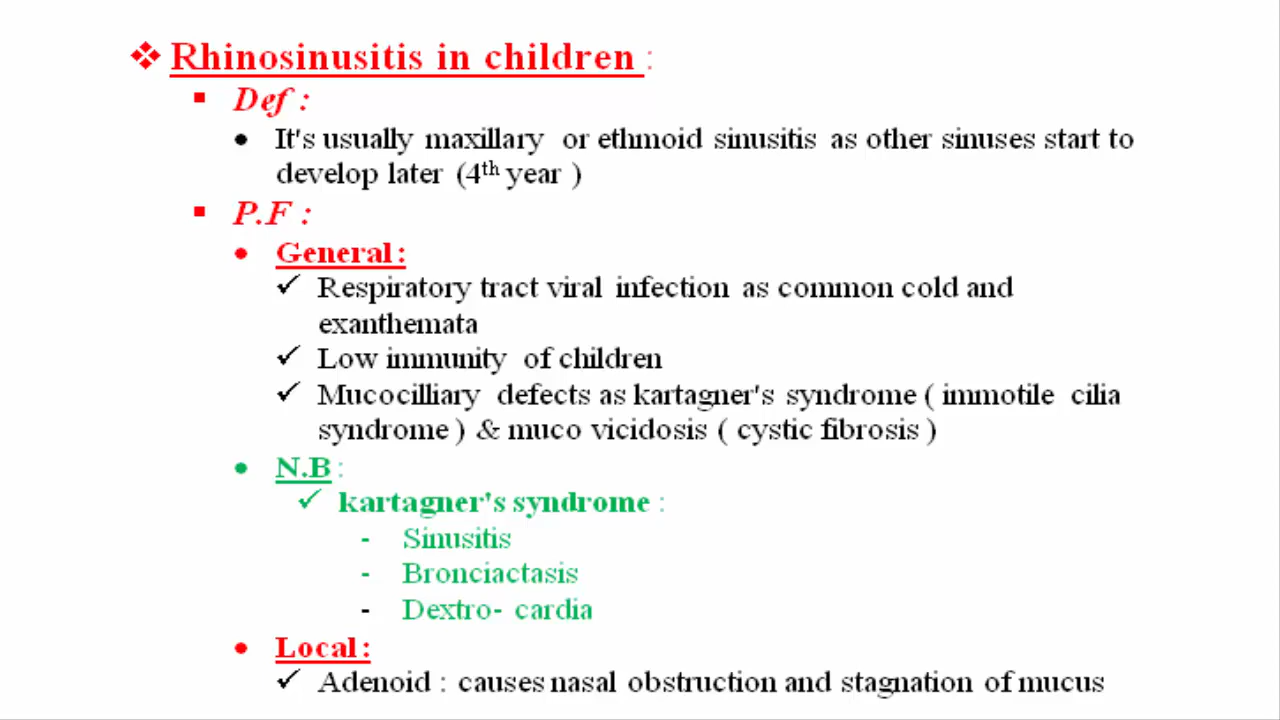 ❖ Rhinosinusitis in children :
▪ Def :
• It's usually maxillary or ethmoid sinusitis as other sinuses start to
develop later (4th year )
▪ P.F :
• General :
✓ Respiratory tract viral infection as common cold and
exanthemata
✓ Low immunity of children
✓ Mucocilliary defects as kartagner's syndrome ( immotile cilia
syndrome ) & muco vicidosis ( cystic fibrosis )
• N.B :
✓ kartagner's syndrome :
- Sinusitis
- Bronciactasis
- Dextro- cardia
• Local :
✓ Adenoid : causes nasal obstruction and stagnation of mucus